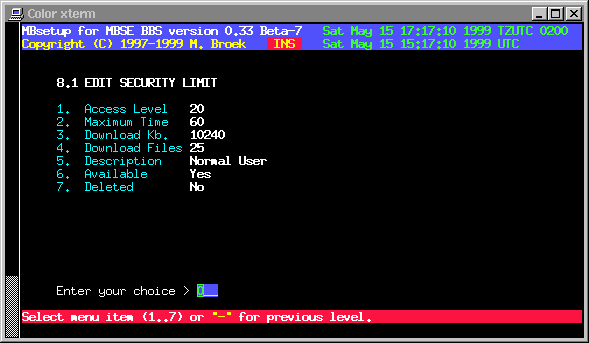 Color xterm
MBsetup for MBSE BBS version 0.33 Beta-7 Sat May 15 17:17:10 1999 TZUTC 0200
Copyright (C) 1997-1999 M. Broek INS Sat May 15 15:17:10 1999 UTC
8.1 EDIT SECURITY LIMIT
1. Access Level 20
2. Maximum Time 60
3. Download Kb. 10240
4. Download Files 25
5. Description Normal User
6. Available Yes
7. Deleted No
Enter your choice > 0__
Select menu item (1..7) or "-" for previous level.